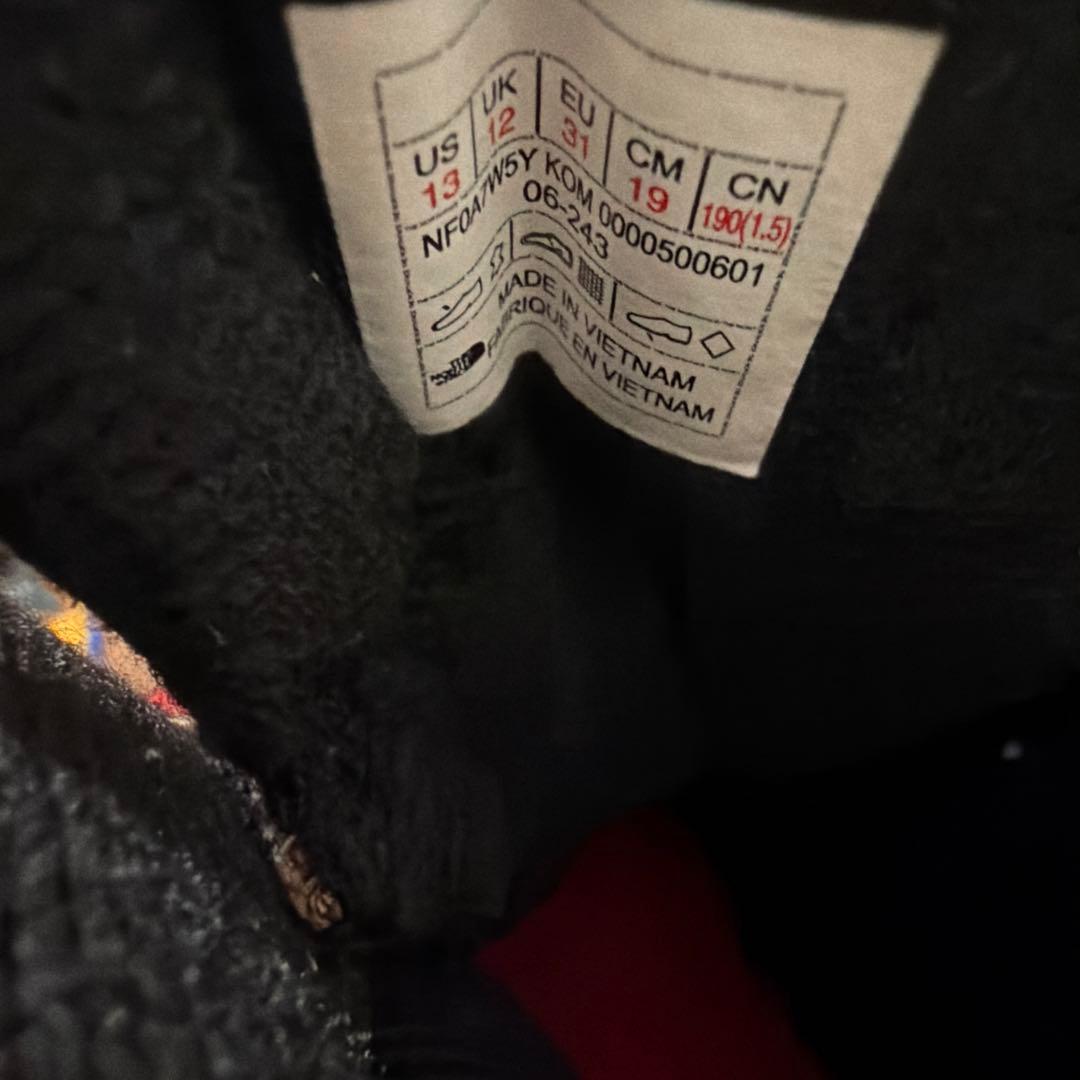 US UK EU CM CN
13 12 31 19 190(1.5)
NF0A7W5Y KOM 0000500601
06-243
MADE IN VIETNAM
FABRIQUE EN VIETNAM